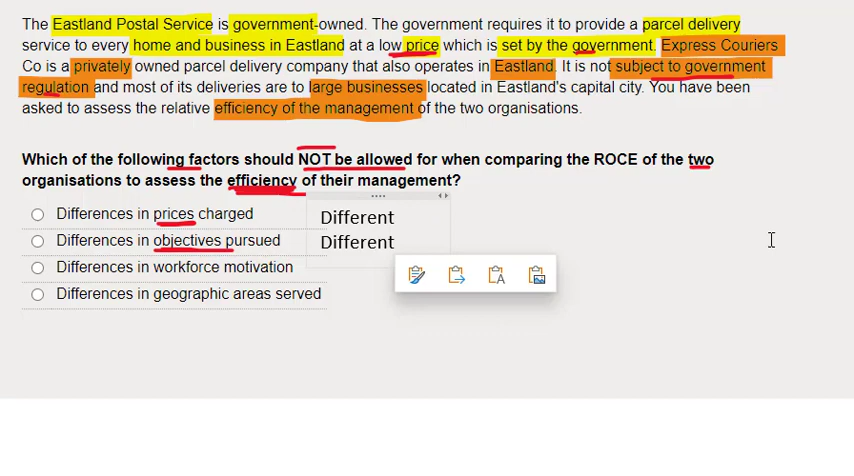 The Eastland Postal Service is government-owned. The government requires it to provide a parcel delivery
service to every home and business in Eastland at a low price which is set by the government. Express Couriers
Co is a privately owned parcel delivery company that also operates in Eastland. It is not subject to government
regulation and most of its deliveries are to large businesses located in Eastland's capital city. You have been
asked to assess the relative efficiency of the management of the two organisations.
Which of the following factors should NOT be allowed for when comparing the ROCE of the two
organisations to assess the efficiency of their management?
Differences in prices charged
Different
Differences in objectives pursued
Different
Differences in workforce motivation
Differences in geographic areas served
A